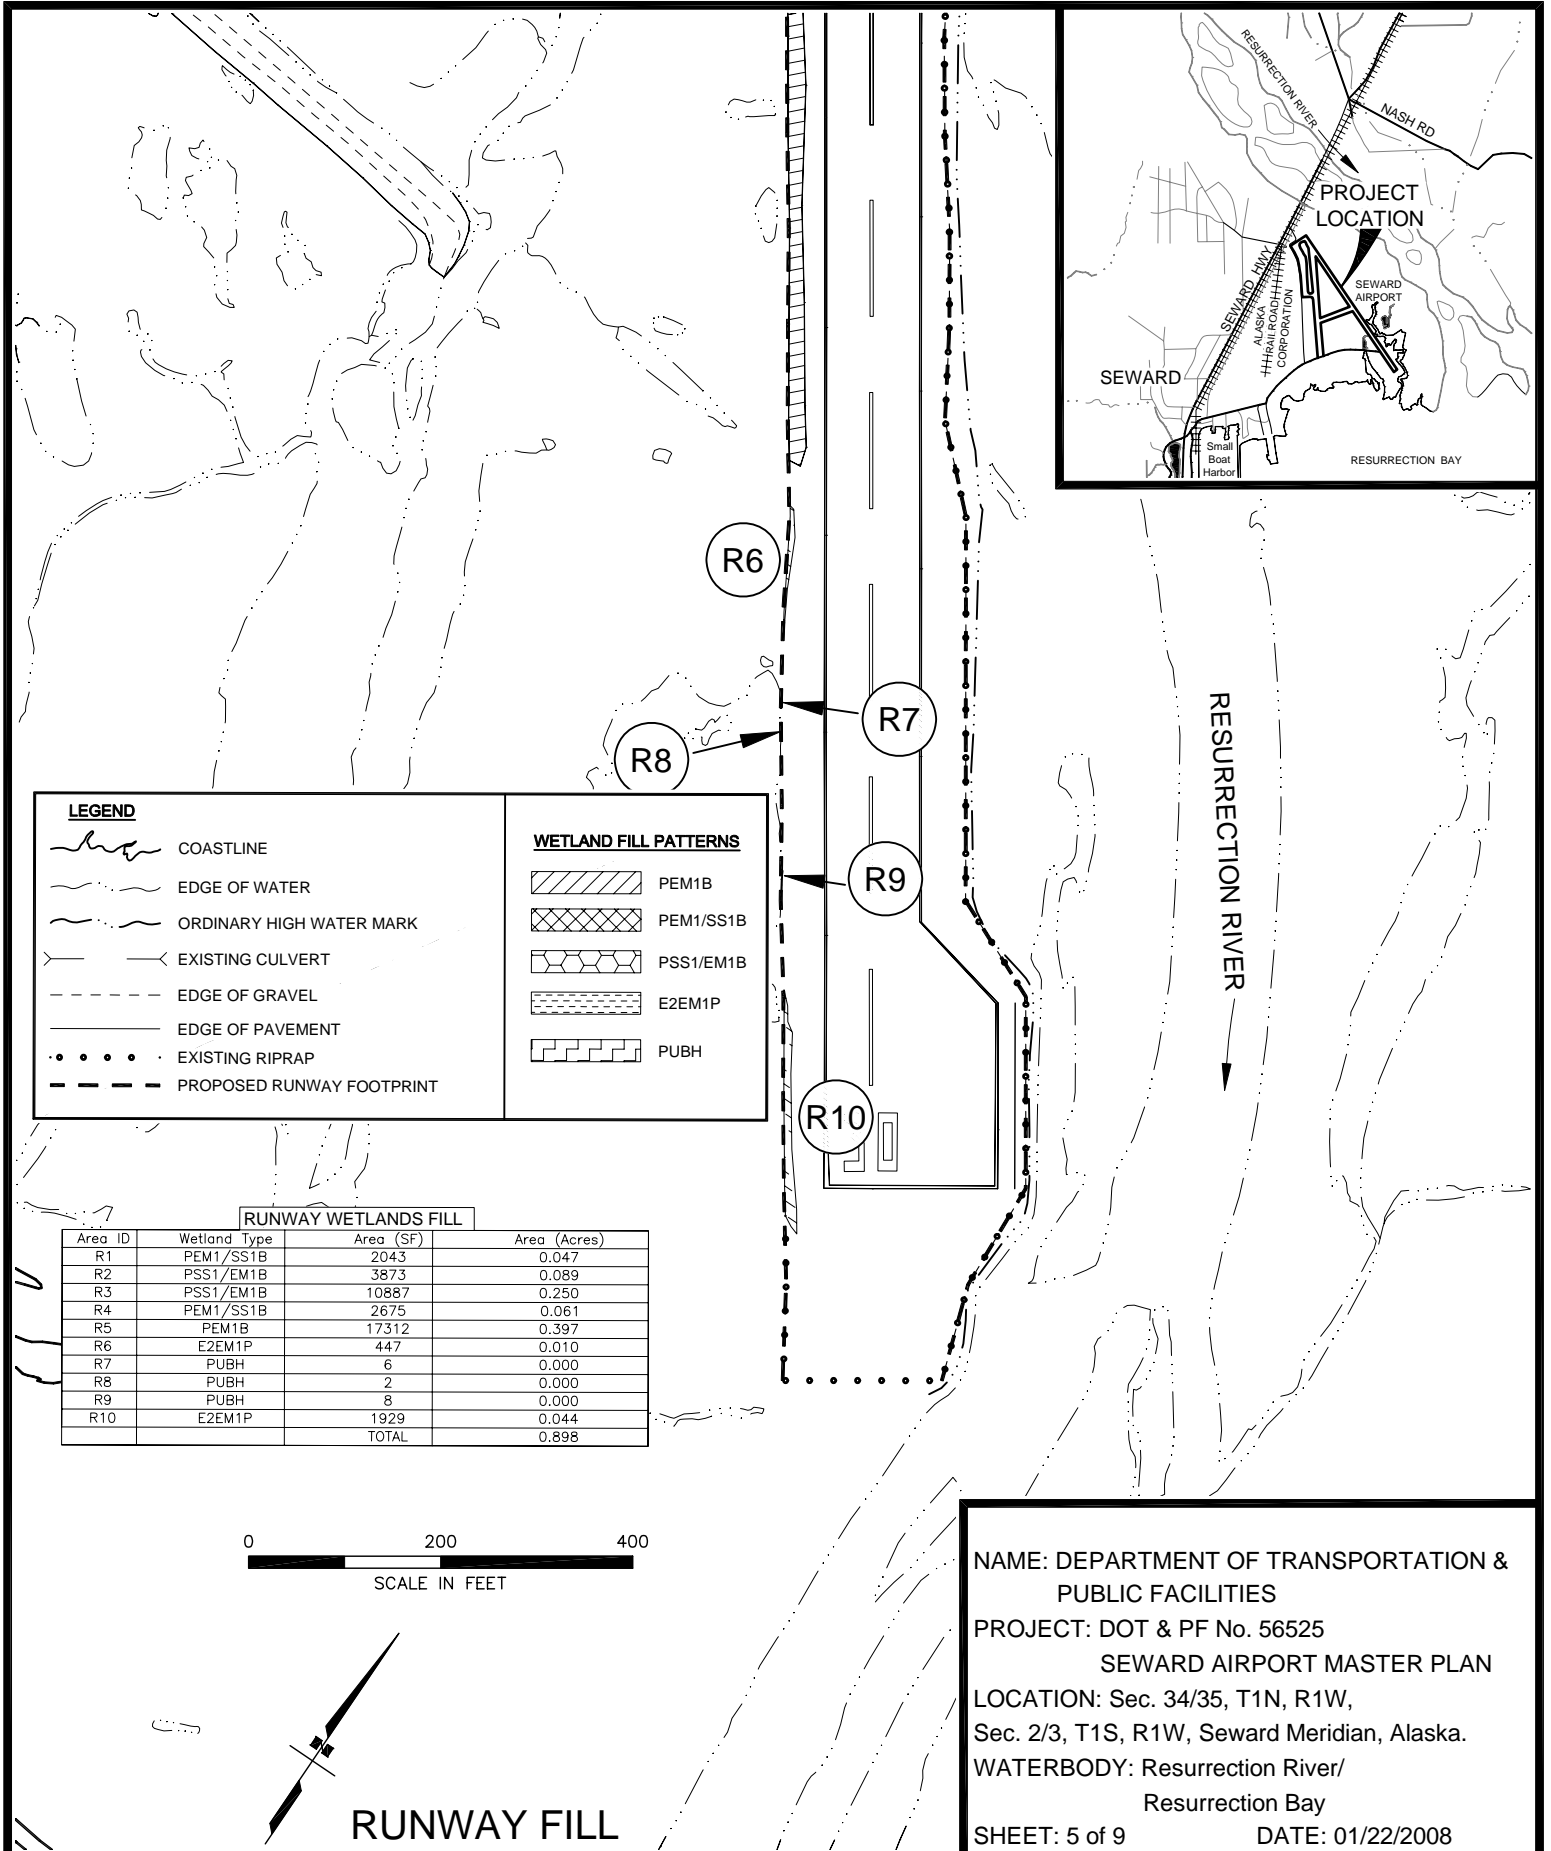 RESURRECTION RIVER
NASH RD
PROJECT
LOCATION
SEWARD HWY
ALASKA
RAILROAD
CORPORATION
SEWARD
AIRPORT
SEWARD
Small
Boat
Harbor
RESURRECTION BAY
R6
R7
R8
R9
R10
RESURRECTION RIVER
LEGEND
COASTLINE
EDGE OF WATER
ORDINARY HIGH WATER MARK
EXISTING CULVERT
EDGE OF GRAVEL
EDGE OF PAVEMENT
EXISTING RIPRAP
PROPOSED RUNWAY FOOTPRINT
WETLAND FILL PATTERNS
PEM1B
PEM1/SS1B
PSS1/EM1B
E2EM1P
PUBH
RUNWAY WETLANDS FILL
Area ID Wetland Type Area (SF) Area (Acres)
R1 PEM1/SS1B 2043 0.047
R2 PSS1/EM1B 3873 0.089
R3 PSS1/EM1B 10887 0.250
R4 PEM1/SS1B 2675 0.061
R5 PEM1B 17312 0.397
R6 E2EM1P 447 0.010
R7 PUBH 6 0.000
R8 PUBH 2 0.000
R9 PUBH 8 0.000
R10 E2EM1P 1929 0.044
TOTAL 0.898
0 200 400
SCALE IN FEET
N
RUNWAY FILL
NAME: DEPARTMENT OF TRANSPORTATION &
PUBLIC FACILITIES
PROJECT: DOT & PF No. 56525
SEWARD AIRPORT MASTER PLAN
LOCATION: Sec. 34/35, T1N, R1W,
Sec. 2/3, T1S, R1W, Seward Meridian, Alaska.
WATERBODY: Resurrection River/
Resurrection Bay
SHEET: 5 of 9 DATE: 01/22/2008